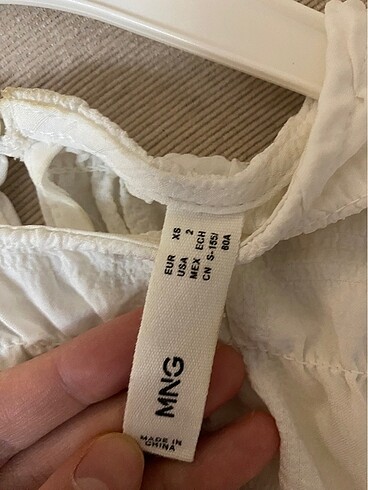 EUR XS
USA 2
MEX ECH
CN S-155/
80A
MNG
MADE IN
CHINA